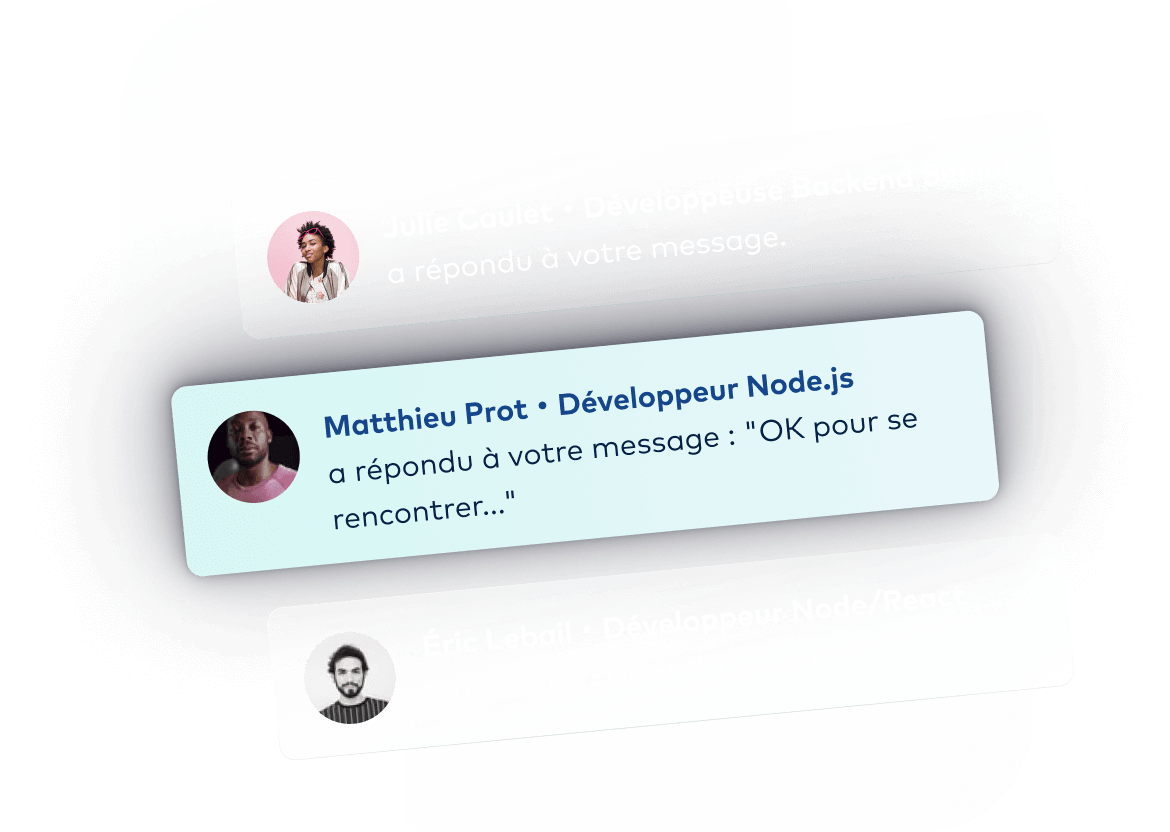 Julie Caulet • Développeuse Backend
a répondu à votre message.
Matthieu Prot • Développeur Node.js
a répondu à votre message : "OK pour se
rencontrer..."
Éric Lebail • Développeur Node/React